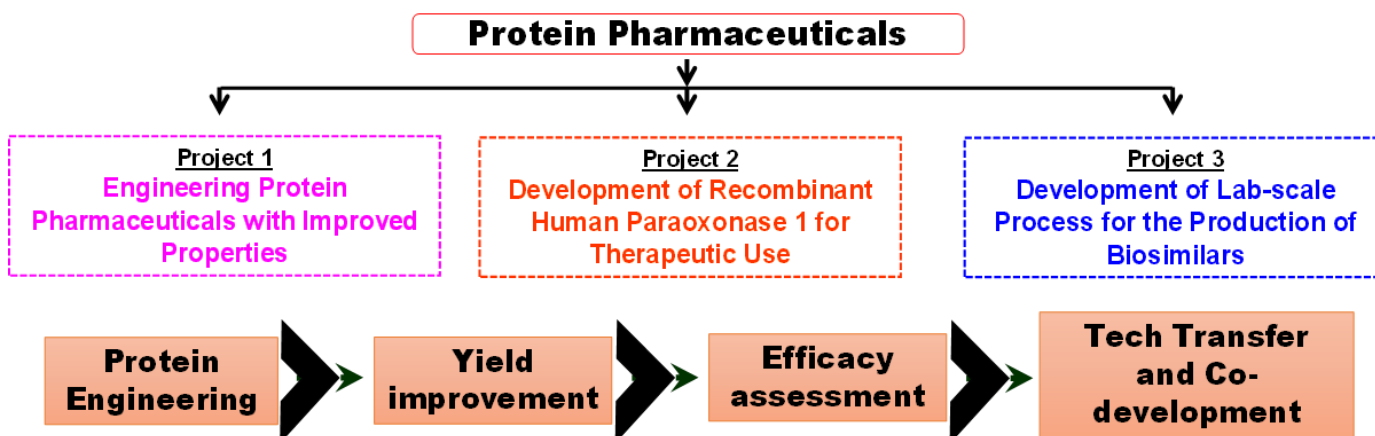 Protein Pharmaceuticals
Project 1
Engineering Protein
Pharmaceuticals with Improved
Properties
Project 2
Development of Recombinant
Human Paraoxonase 1 for
Therapeutic Use
Project 3
Development of Lab-scale
Process for the Production of
Biosimilars
Protein
Engineering
Yield
improvement
Efficacy
assessment
Tech Transfer
and Co-
development